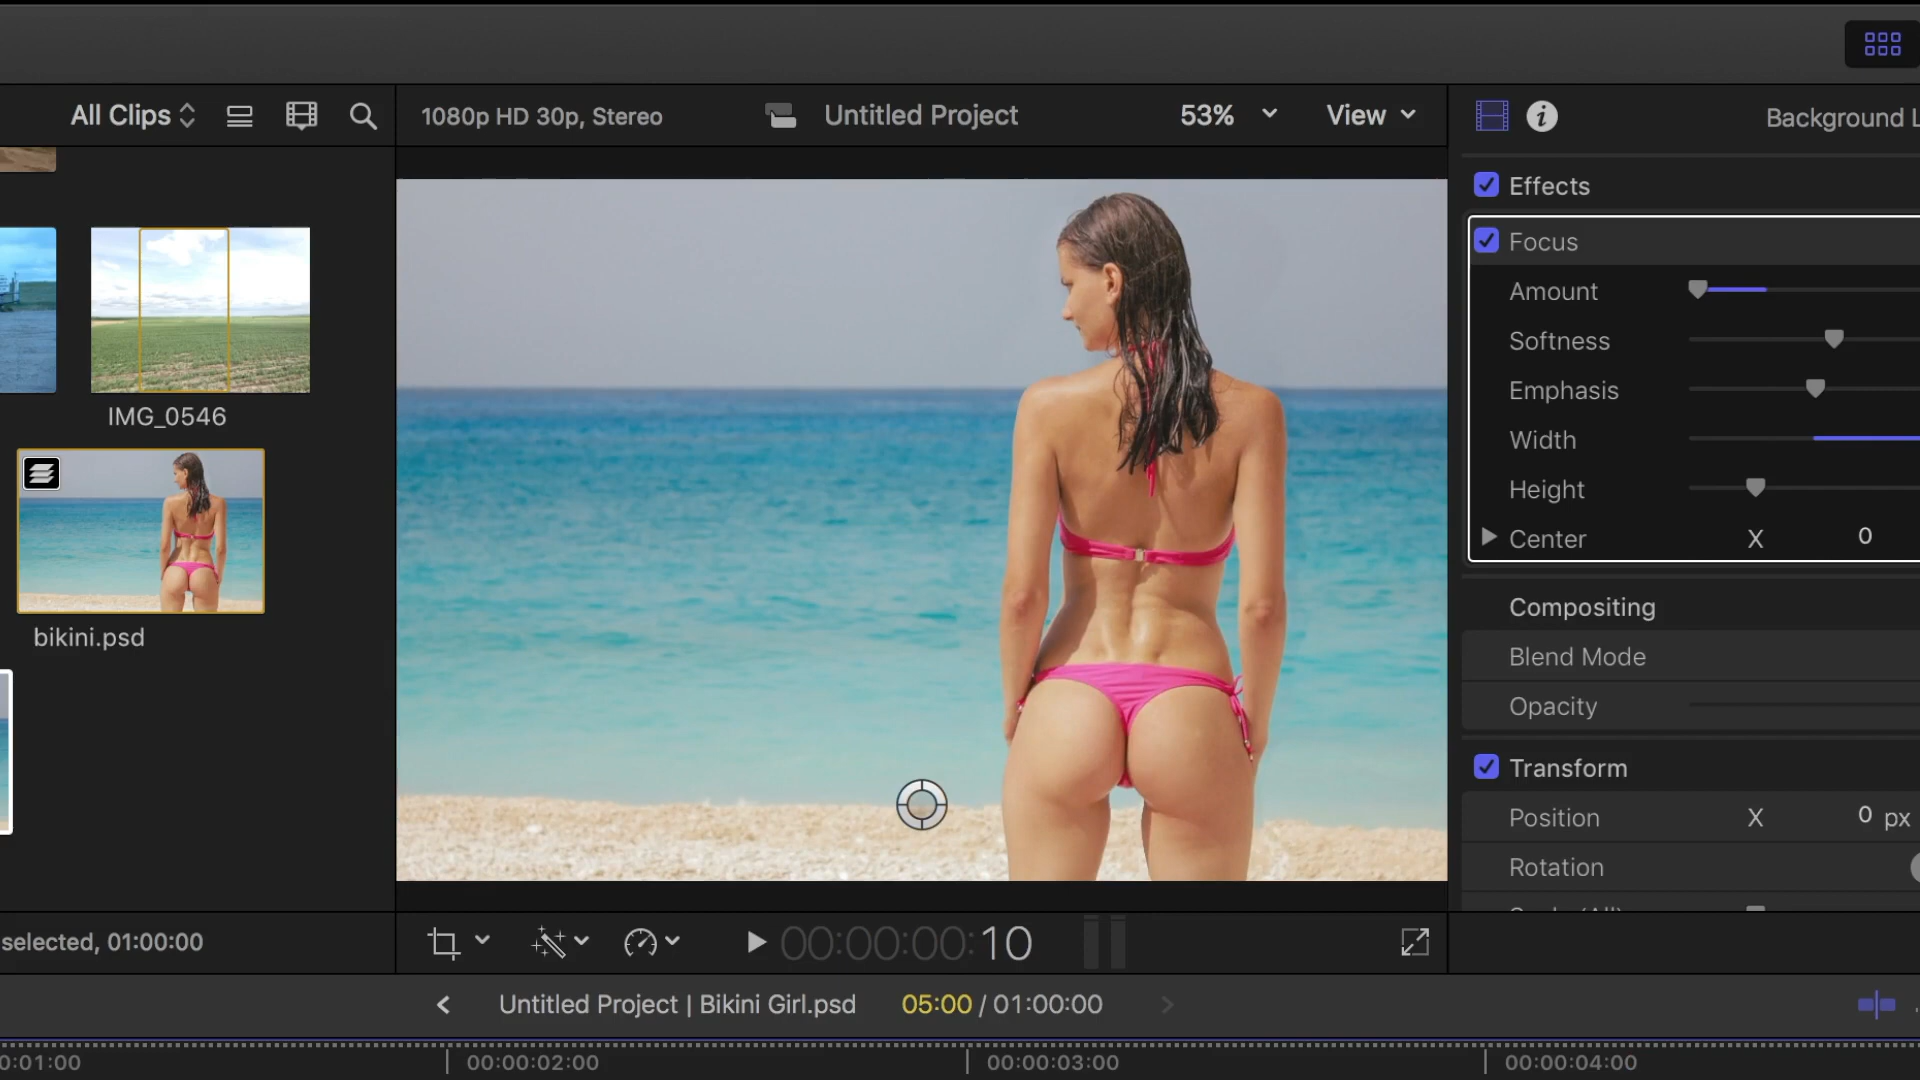 All Clips
1080p HD 30p, Stereo
Untitled Project
53%
View
Background
Effects
Focus
Amount
Softness
Emphasis
Width
Height
Center X 0
Compositing
Blend Mode
Opacity
Transform
Position X 0 px
Rotation
IMG_0546
bikini.psd
selected, 01:00:00
00:00:00:10
Untitled Project | Bikini Girl.psd
05:00 / 01:00:00
0:01:00
00:00:02:00
00:00:03:00
00:00:04:00